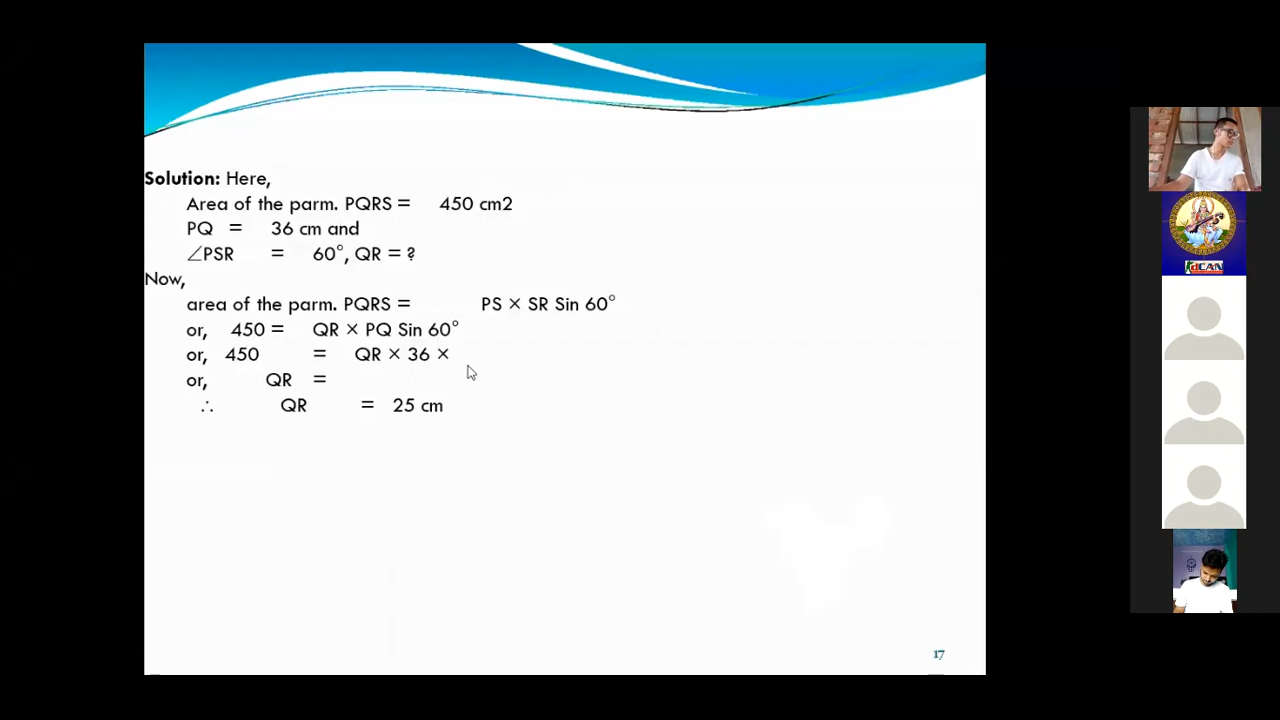 Solution: Here,
Area of the parm. PQRS = 450 cm2
PQ = 36 cm and
∠PSR = 60°, QR = ?
Now,
area of the parm. PQRS = PS × SR Sin 60°
or, 450 = QR × PQ Sin 60°
or, 450 = QR × 36 ×
or, QR =
∴ QR = 25 cm
17